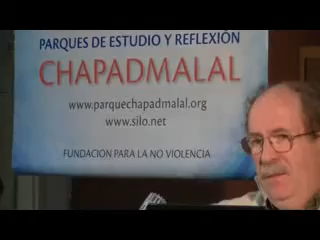 PARQUES DE ESTUDIO Y REFLEXIÓN
CHAPADMALAL
www.parquechapadmalal.org
www.silo.net
FUNDACION PARA LA NO VIOLENCIA